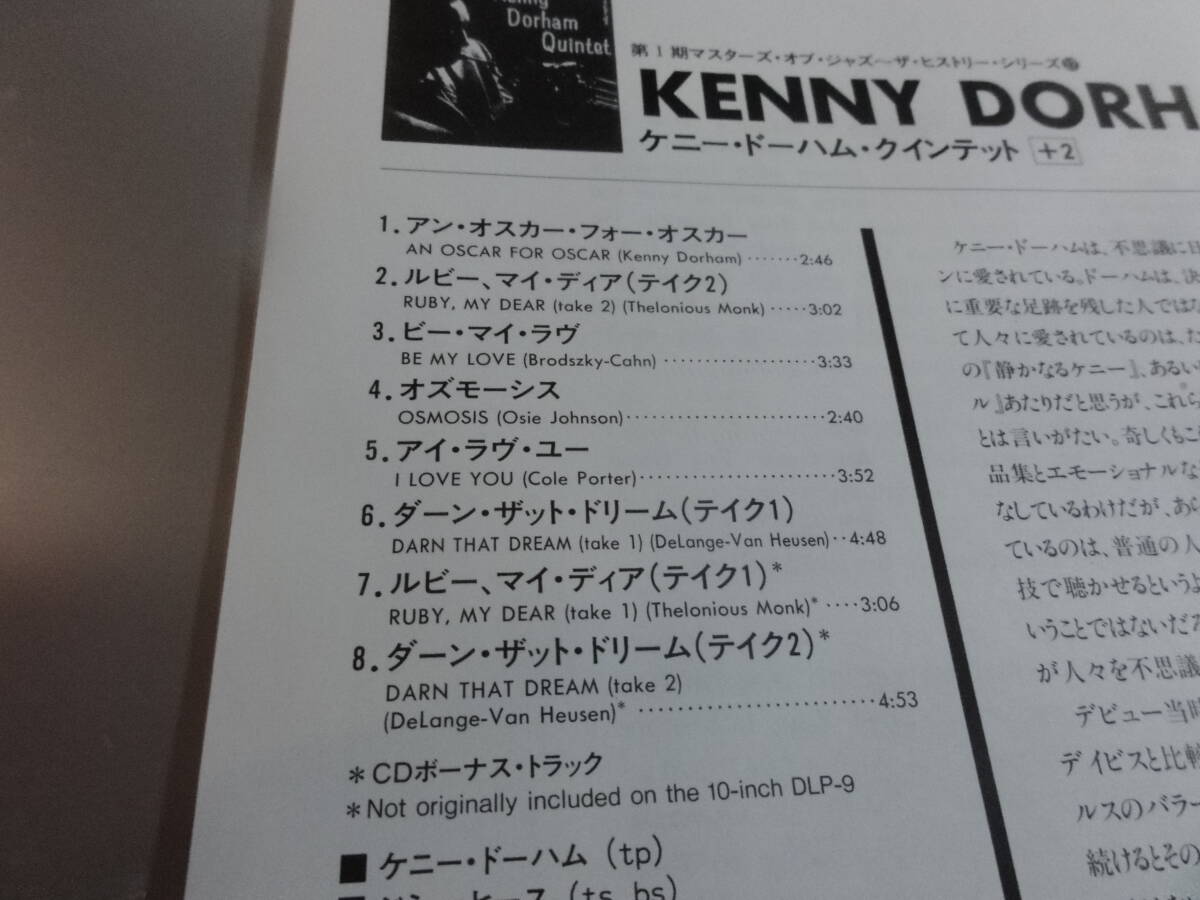 Dorham
Quintet
第1期マスターズ・オブ・ジャズ〜ザ・ヒストリー・シリーズ
KENNY DORH
ケニー・ドーハム・クインテット +2
1.アン・オスカー・フォー・オスカー
AN OSCAR FOR OSCAR (Kenny Dorham) ·······2:46
2.ルビー、マイ・ディア(テイク2)
RUBY, MY DEAR (take 2) (Thelonious Monk) ·····3:02
3.ビー・マイ・ラヴ
BE MY LOVE (Brodszky-Cahn) ···················3:33
4.オズモーシス
OSMOSIS (Osie Johnson)·······················2:40
5.アイ・ラヴ・ユー
I LOVE YOU (Cole Porter)·····················3:52
6.ダーン・ザット・ドリーム(テイク1)
DARN THAT DREAM (take 1) (DeLange-Van Heusen)··4:48
7.ルビー、マイ・ディア(テイク1)*
RUBY, MY DEAR (take 1) (Thelonious Monk)* ····3:06
8.ダーン・ザット・ドリーム(テイク2)*
DARN THAT DREAM (take 2)
(DeLange-Van Heusen)* ························4:53
*CDボーナス・トラック
*Not originally included on the 10-inch DLP-9
■ ケニー・ドーハム (tp)
ヒース (ts, bs)
ケニー・ドーハムは、不思議に日
ンに愛されている。ドーハムは、決
に重要な足跡を残した人ではな
て人々に愛されているのは、た
の『静かなるケニー』、あるい
ル』あたりだと思うが、これら
とは言いがたい。奇しくもこ
品集とエモーショナルな
なしているわけだが、あ
ているのは、普通の人
技で聴かせるというよ
いうことではないだろ
が人々を不思議
デビュー当時
デイビスと比較
ルスのバラー
続けるとその